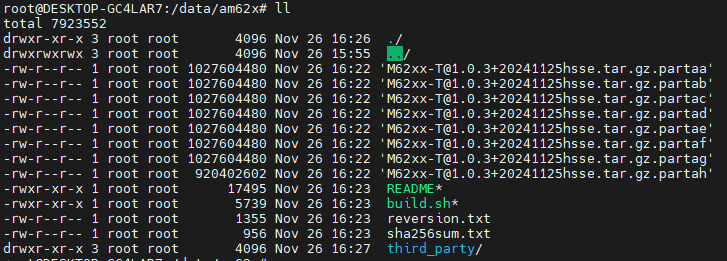 root@DESKTOP-GC4LAR7:/data/am62x# ll
total 7923552
drwxr-xr-x 3 root root 4096 Nov 26 16:26 ./
drwxrwxrwx 3 root root 4096 Nov 26 15:55 ../
-rw-r--r-- 1 root root 1027604480 Nov 26 16:22 'M62xx-T@1.0.3+20241125hsse.tar.gz.partaa'
-rw-r--r-- 1 root root 1027604480 Nov 26 16:22 'M62xx-T@1.0.3+20241125hsse.tar.gz.partab'
-rw-r--r-- 1 root root 1027604480 Nov 26 16:22 'M62xx-T@1.0.3+20241125hsse.tar.gz.partac'
-rw-r--r-- 1 root root 1027604480 Nov 26 16:22 'M62xx-T@1.0.3+20241125hsse.tar.gz.partad'
-rw-r--r-- 1 root root 1027604480 Nov 26 16:22 'M62xx-T@1.0.3+20241125hsse.tar.gz.partae'
-rw-r--r-- 1 root root 1027604480 Nov 26 16:22 'M62xx-T@1.0.3+20241125hsse.tar.gz.partaf'
-rw-r--r-- 1 root root 1027604480 Nov 26 16:22 'M62xx-T@1.0.3+20241125hsse.tar.gz.partag'
-rw-r--r-- 1 root root 920402602 Nov 26 16:22 'M62xx-T@1.0.3+20241125hsse.tar.gz.partah'
-rwxr-xr-x 1 root root 17495 Nov 26 16:23 README*
-rwxr-xr-x 1 root root 5739 Nov 26 16:23 build.sh*
-rw-r--r-- 1 root root 1355 Nov 26 16:23 reversion.txt
-rw-r--r-- 1 root root 956 Nov 26 16:23 sha256sum.txt
drwxr-xr-x 3 root root 4096 Nov 26 16:27 third_party/